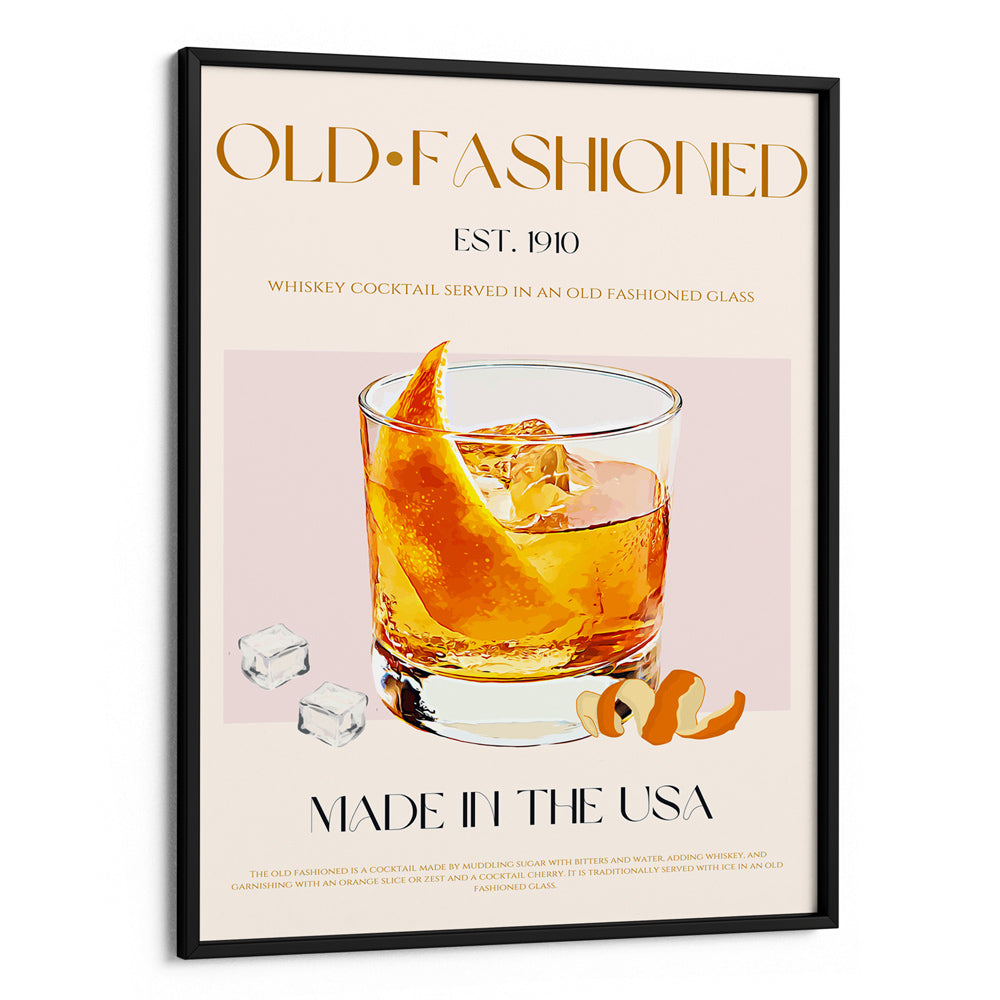 OLD•FASHIONED
EST. 1910
WHISKEY COCKTAIL SERVED IN AN OLD FASHIONED GLASS
MADE IN THE USA
THE OLD FASHIONED IS A COCKTAIL MADE BY MUDDLING SUGAR WITH BITTERS AND WATER, ADDING WHISKEY, AND
GARNISHING WITH AN ORANGE SLICE OR ZEST AND A COCKTAIL CHERRY. IT IS TRADITIONALLY SERVED WITH ICE IN AN OLD
FASHIONED GLASS.